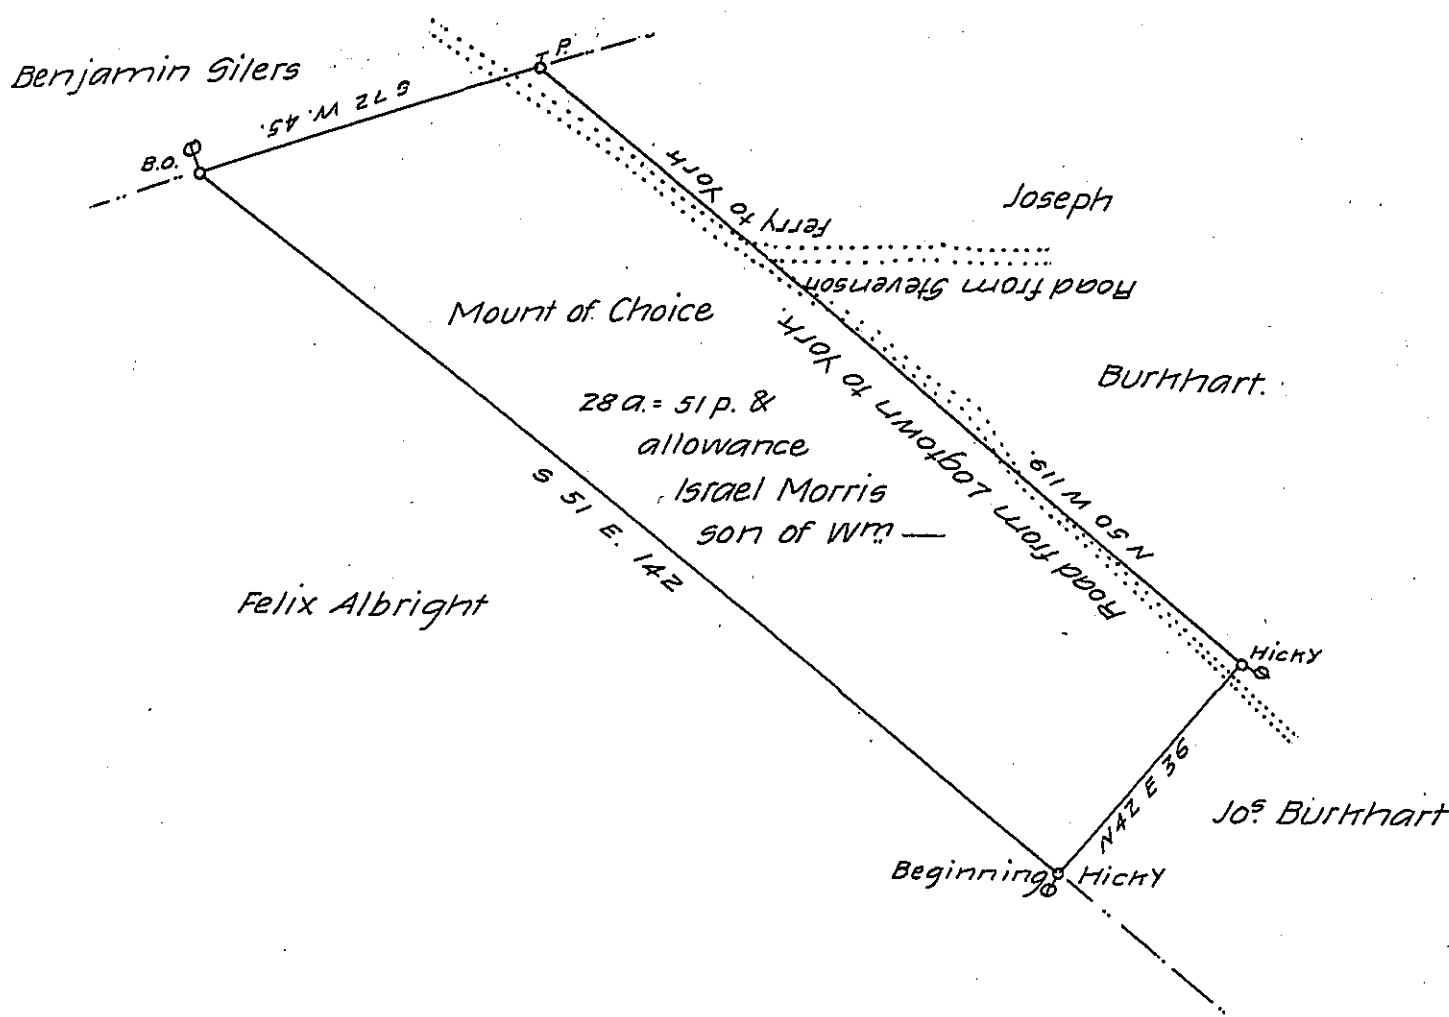 Benjamin Silers
P.
S 72 W. 45.
B.O.
Ferry to York
Joseph
Road from Stevenson
Mount of Choice
Road from Logtown to York.
Burkhart.
28 a. = 51 p. &
allowance
Israel Morris
son of Wm —
N 50 W 119.
S 51 E. 142
Felix Albright
Hicky
N 42 E 36
Jos. Burkhart
Beginning
Hicky